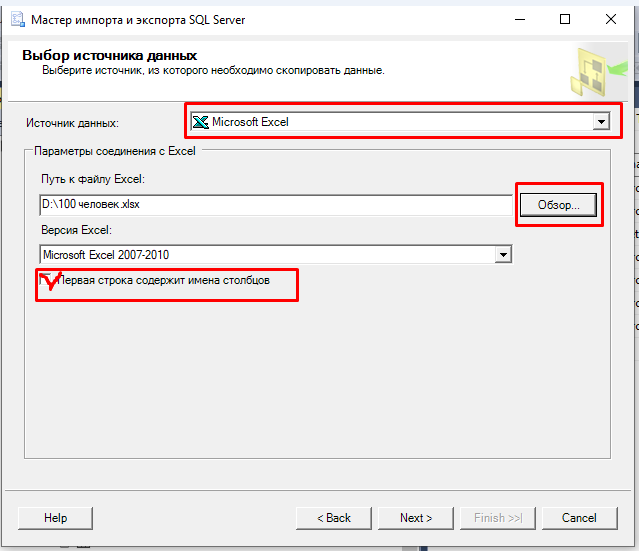 Мастер импорта и экспорта SQL Server
Выбор источника данных
Выберите источник, из которого необходимо скопировать данные.
Источник данных:
Microsoft Excel
Параметры соединения с Excel
Путь к файлу Excel:
D:\100 человек.xlsx
Обзор...
Версия Excel:
Microsoft Excel 2007-2010
Первая строка содержит имена столбцов
Help
< Back
Next >
Finish >>|
Cancel